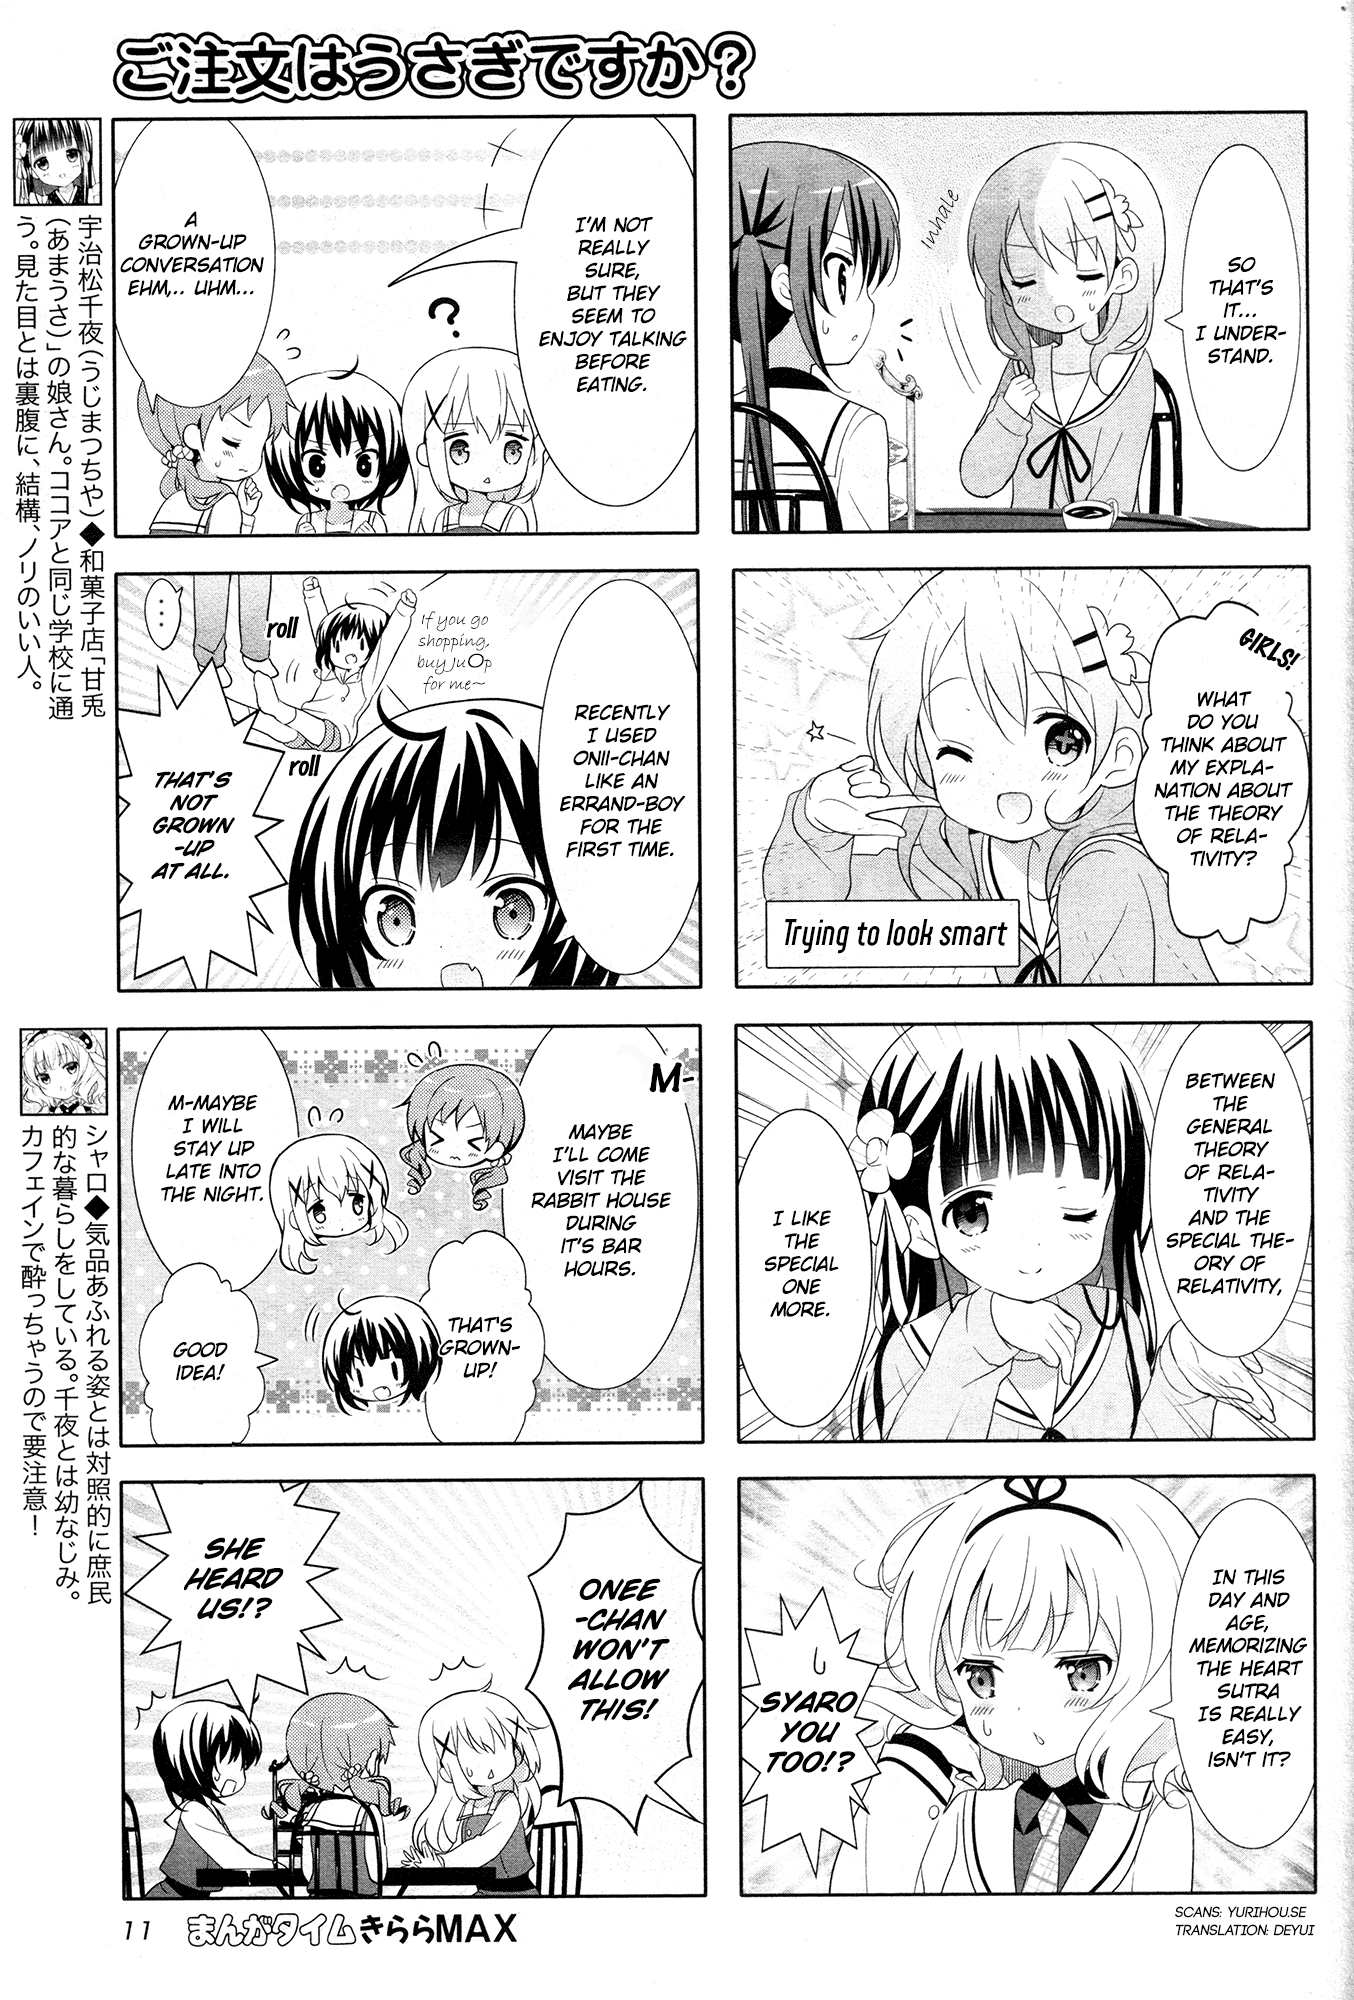 ご注文はうさぎですか？
SO
THAT'S
IT...
I UNDER-
STAND.
Inhale
GIRLS!
WHAT
DO YOU
THINK ABOUT
MY EXPLA-
NATION ABOUT
THE THEORY
OF RELA-
TIVITY?
Trying to look smart
BETWEEN
THE
GENERAL
THEORY
OF RELA-
TIVITY
AND THE
SPECIAL THE-
ORY OF
RELATIVITY,
I LIKE
THE
SPECIAL
ONE
MORE.
IN THIS
DAY AND
AGE,
MEMORIZING
THE HEART
SUTRA
IS REALLY
EASY,
ISN'T IT?
SYARO
YOU
TOO!?
I'M NOT
REALLY
SURE,
BUT THEY
SEEM TO
ENJOY TALKING
BEFORE
EATING.
?
A
GROWN-UP
CONVERSATION
EHM,.. UHM...
RECENTLY
I USED
ONII-CHAN
LIKE AN
ERRAND-BOY
FOR THE
FIRST TIME.
If you go
shopping,
buy JuOp
for me~
roll
roll
...
THAT'S
NOT
GROWN
-UP
AT ALL.
M-
MAYBE
I'LL COME
VISIT THE
RABBIT HOUSE
DURING
IT'S BAR
HOURS.
M-MAYBE
I WILL
STAY UP
LATE INTO
THE NIGHT.
THAT'S
GROWN-
UP!
GOOD
IDEA!
ONEE
-CHAN
WON'T
ALLOW
THIS!
SHE
HEARD
US!?
宇治松千夜（うじまつちや）◆和菓子店「甘兎
（あまうさ）」の娘さん。ココアと同じ学校に通
う。見た目とは裏腹に、結構、ノリのいい人。
シャロ◆気品あふれる姿とは対照的に庶民
的な暮らしをしている。千夜とは幼なじみ。
カフェインで酔っちゃうので要注意！
11
まんがタイムきららMAX
SCANS: YURIHOU.SE
TRANSLATION: DEYUI